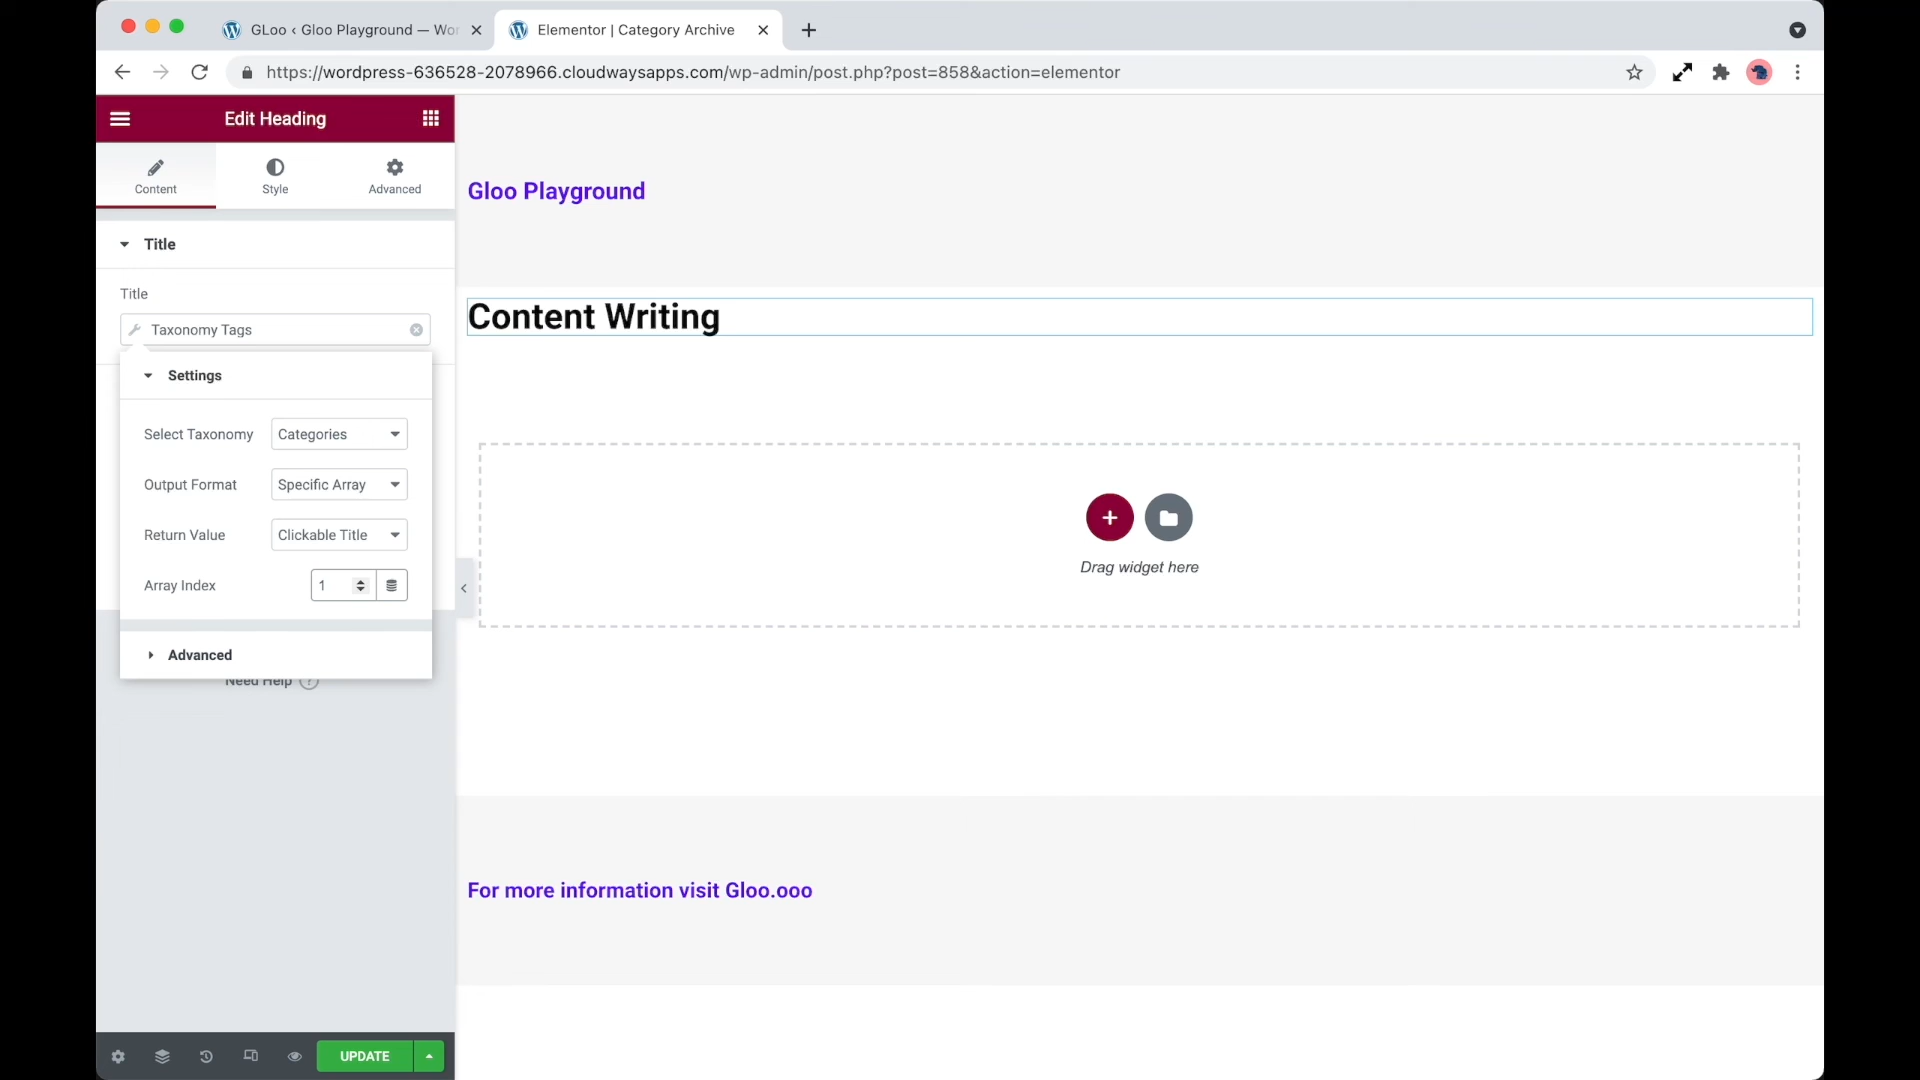 GLoo ‹ Gloo Playground — Wor
Elementor | Category Archive
https://wordpress-636528-2078966.cloudwaysapps.com/wp-admin/post.php?post=858&action=elementor
Edit Heading
Content
Style
Advanced
Title
Title
Taxonomy Tags
Settings
Select Taxonomy
Categories
Output Format
Specific Array
Return Value
Clickable Title
Array Index
1
Advanced
Need Help
UPDATE
Gloo Playground
Content Writing
Drag widget here
For more information visit Gloo.ooo